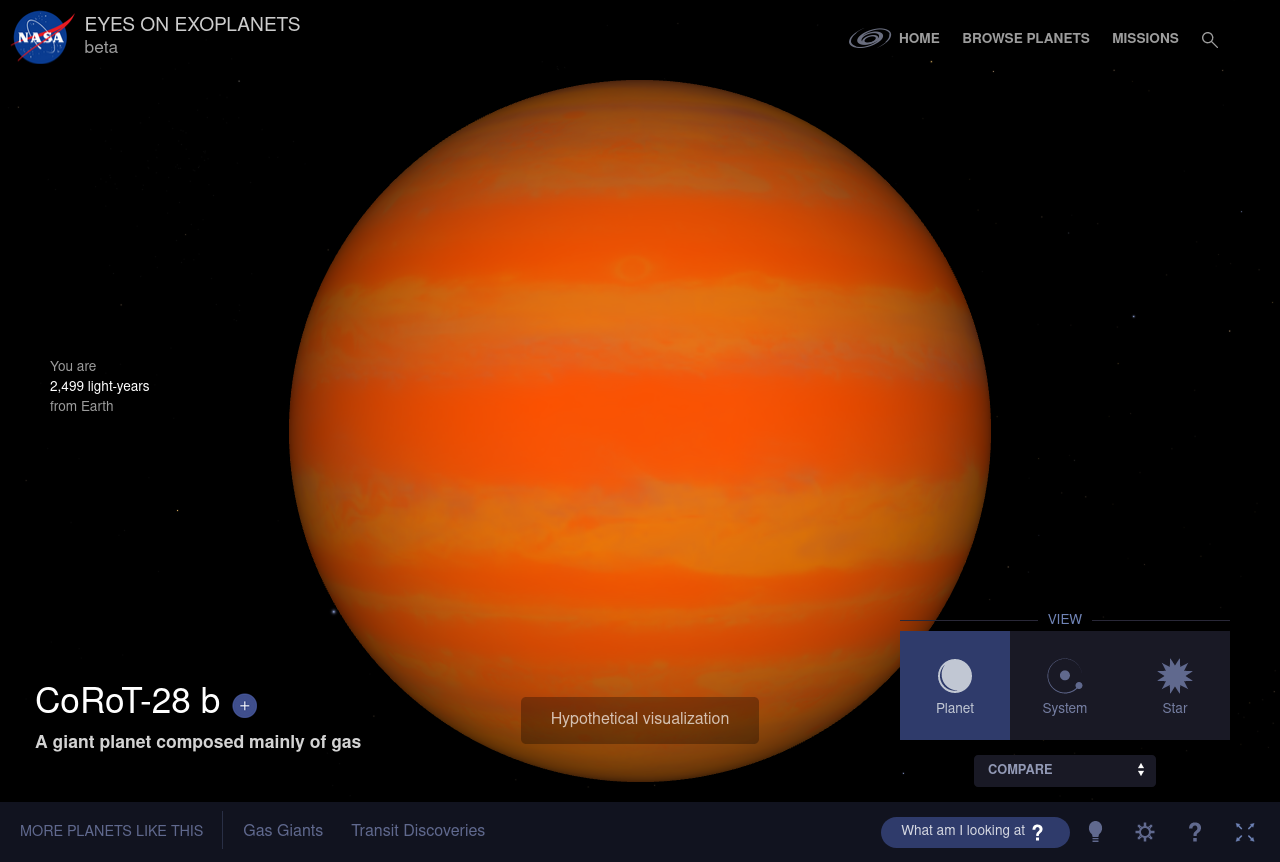 NASA
EYES ON EXOPLANETS
beta
HOME
BROWSE PLANETS
MISSIONS
You are
2,499 light-years
from Earth
VIEW
Planet
System
Star
COMPARE
CoRoT-28 b +
A giant planet composed mainly of gas
Hypothetical visualization
MORE PLANETS LIKE THIS
Gas Giants
Transit Discoveries
What am I looking at ?
?